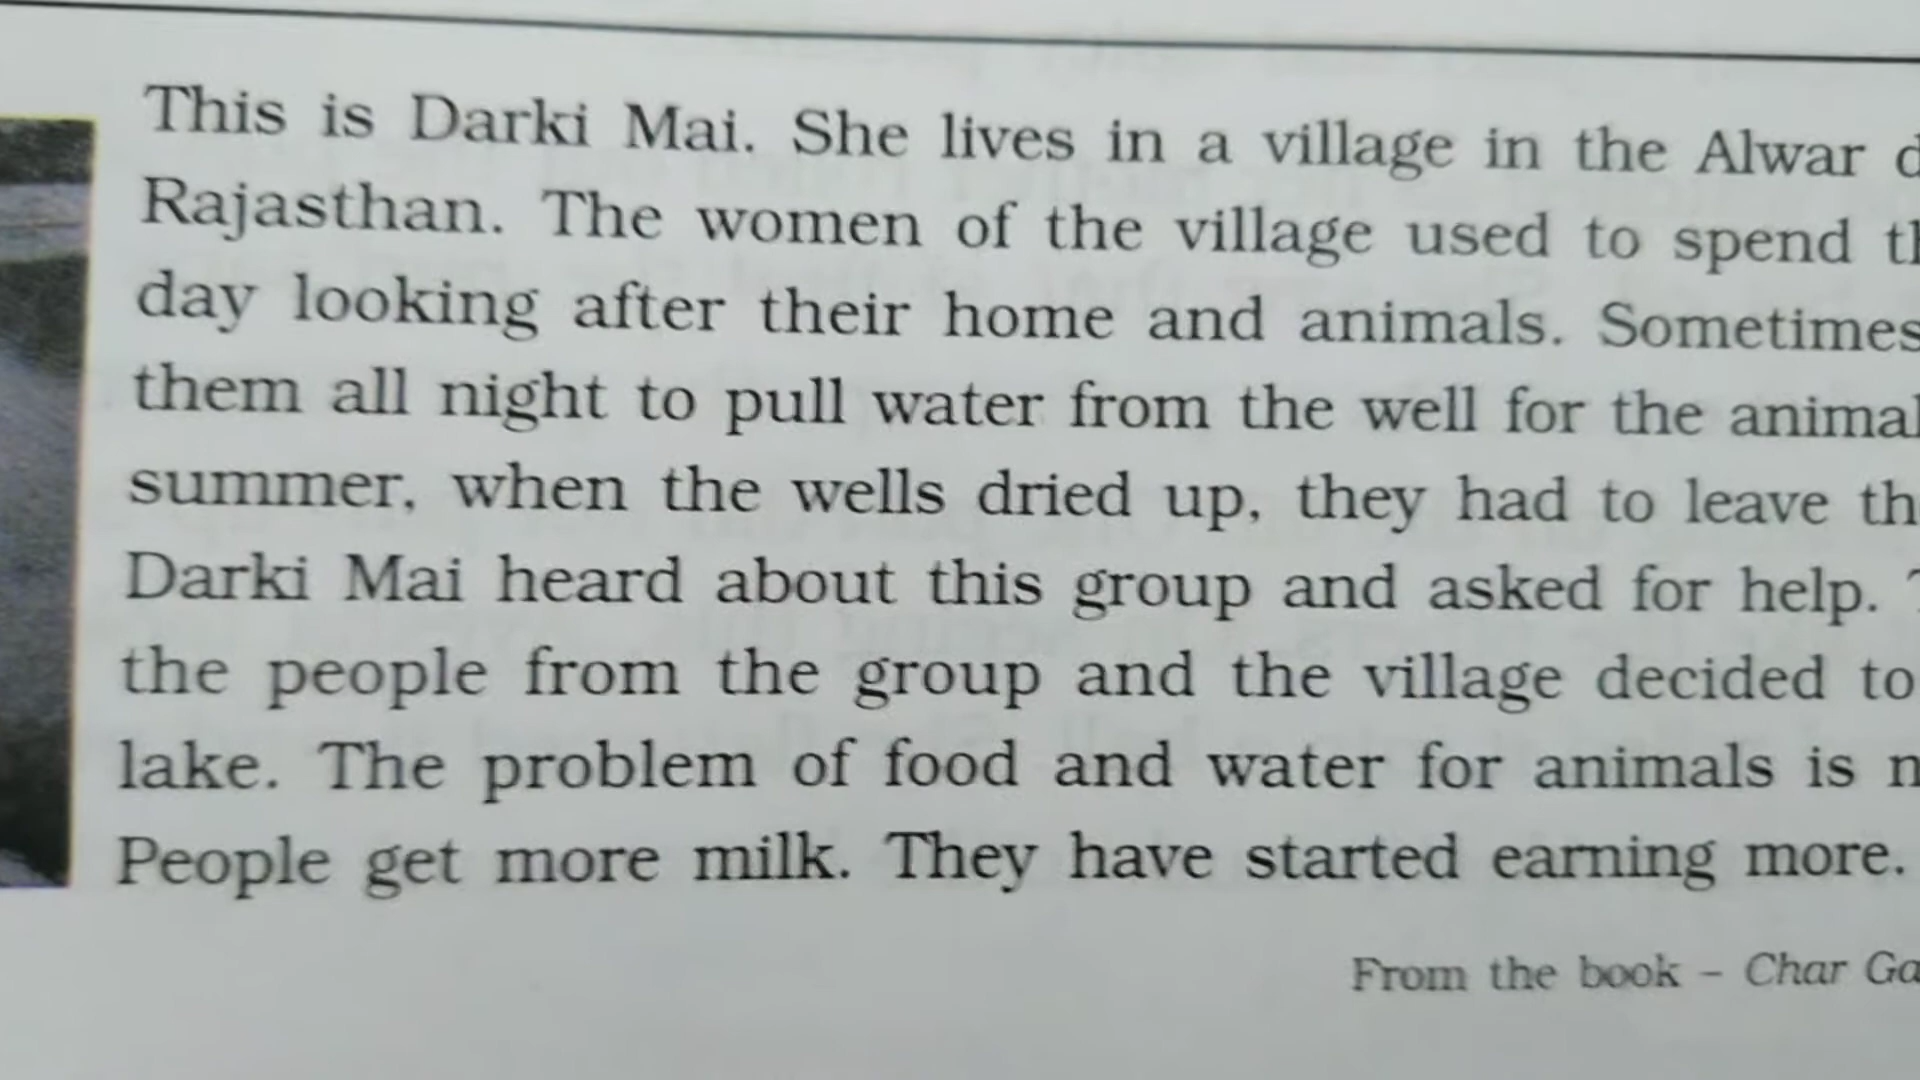 This is Darki Mai. She lives in a village in the Alwar
Rajasthan. The women of the village used to spend
day looking after their home and animals. Sometimes
them all night to pull water from the well for the
summer, when the wells dried up, they had to leave
Darki Mai heard about this group and asked for help.
the people from the group and the village decided to
lake. The problem of food and water for animals is
People get more milk. They have started earning more.
From the book – Char